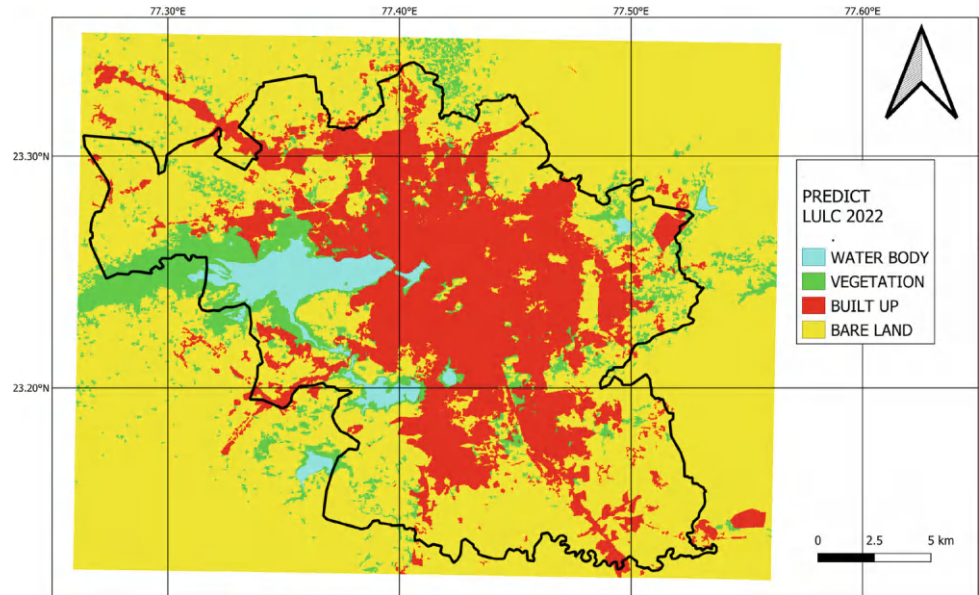 77.30°E 77.40°E 77.50°E 77.60°E
23.30°N
PREDICT
LULC 2022
.
WATER BODY
VEGETATION
BUILT UP
BARE LAND
23.20°N
0 2.5 5 km